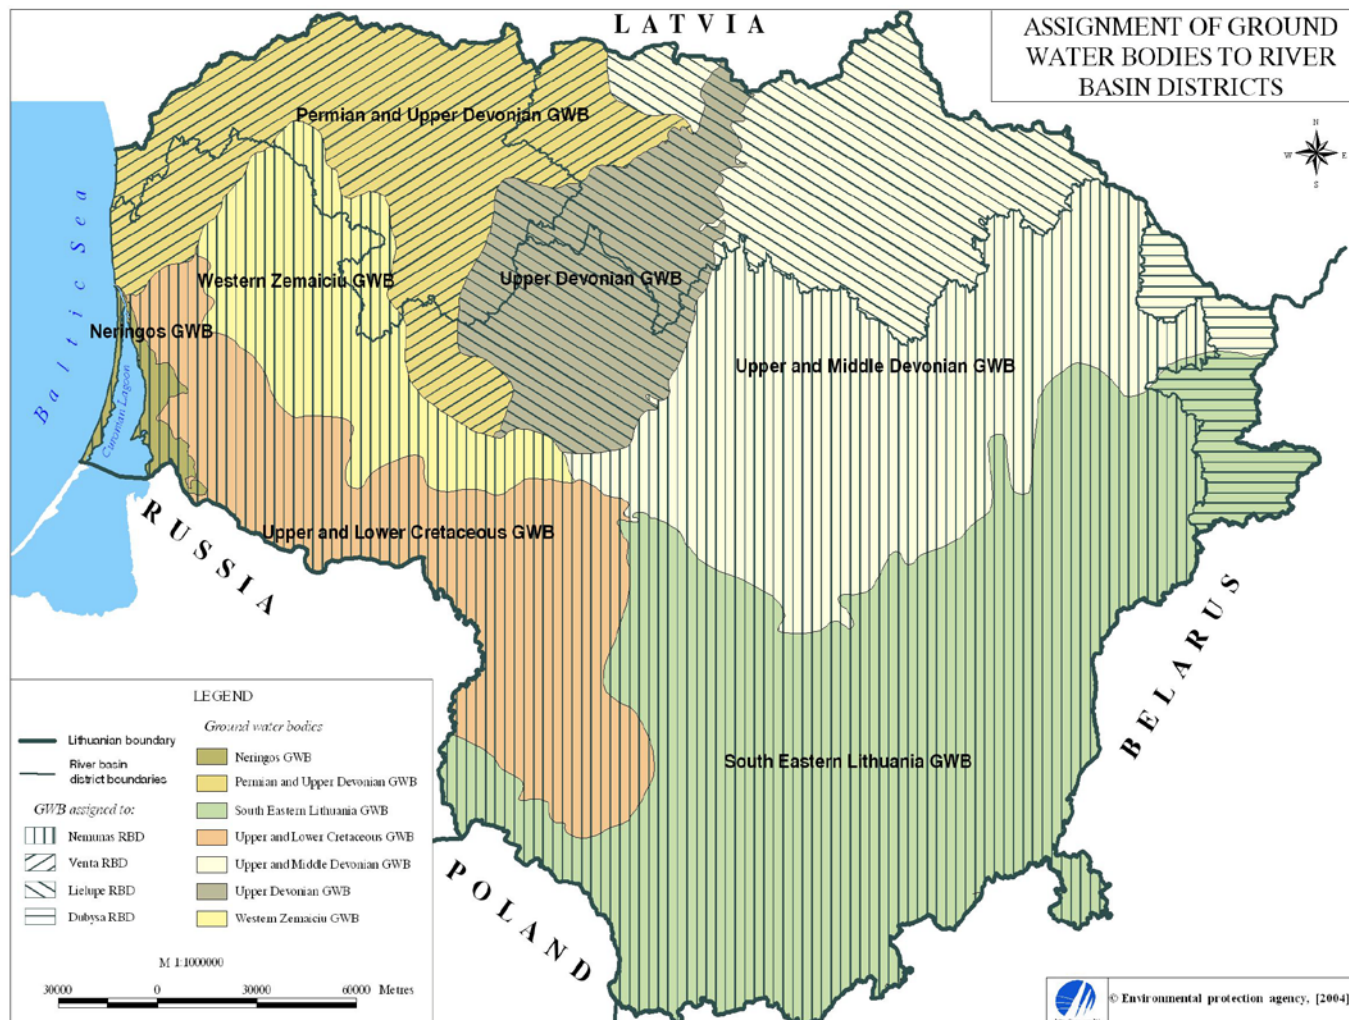 LATVIA
ASSIGNMENT OF GROUND
WATER BODIES TO RIVER
BASIN DISTRICTS
N
W
E
S
Permian and Upper Devonian GWB
Baltic Sea
Western Zemaiciu GWB
Upper Devonian GWB
Neringos GWB
Curonian Lagoon
Upper and Middle Devonian GWB
RUSSIA
Upper and Lower Cretaceous GWB
BELARUS
South Eastern Lithuania GWB
POLAND
LEGEND
Lithuanian boundary
River basin
district boundaries
GWB assigned to:
Nemunas RBD
Venta RBD
Lielupe RBD
Dubysa RBD
Ground water bodies
Neringos GWB
Permian and Upper Devonian GWB
South Eastern Lithuania GWB
Upper and Lower Cretaceous GWB
Upper and Middle Devonian GWB
Upper Devonian GWB
Western Zemaiciu GWB
M 1:1000000
30000 0 30000 60000 Metres
© Environmental protection agency, [2004]